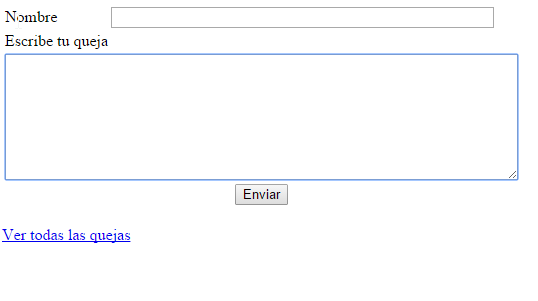 Nombre
Escribe tu queja
Enviar
Ver todas las quejas